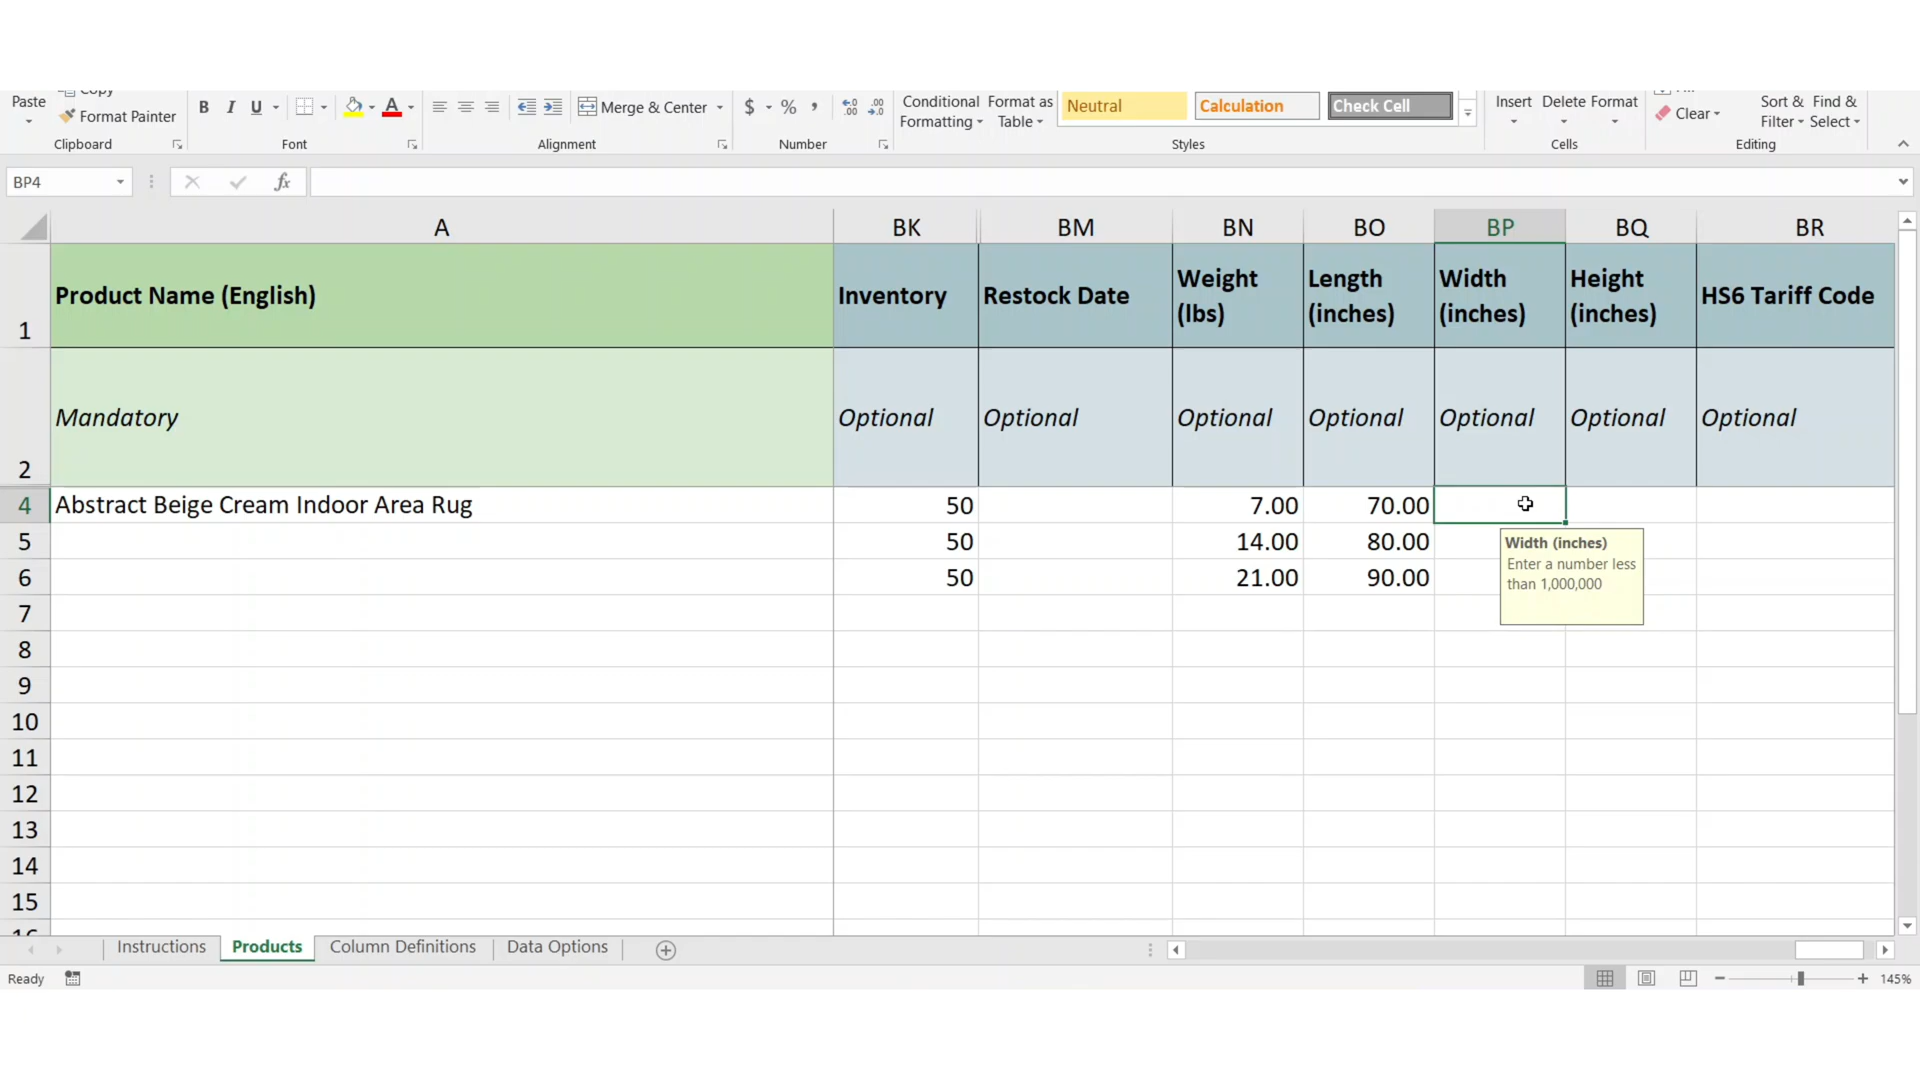 Paste
Copy
Format Painter
Clipboard
B I U A
Font
Merge & Center
Alignment
$ % ,
Number
Conditional Formatting
Format as Table
Neutral
Calculation
Check Cell
Styles
Insert Delete Format
Cells
Clear
Sort & Filter
Find & Select
Editing
BP4
fx
A BK BM BN BO BP BQ BR
1 Product Name (English) Inventory Restock Date Weight (lbs) Length (inches) Width (inches) Height (inches) HS6 Tariff Code
2 Mandatory Optional Optional Optional Optional Optional Optional Optional
4 Abstract Beige Cream Indoor Area Rug 50 7.00 70.00
5 50 14.00 80.00
6 50 21.00 90.00
Width (inches)
Enter a number less
than 1,000,000
7
8
9
10
11
12
13
14
15
16
Instructions Products Column Definitions Data Options
Ready
145%